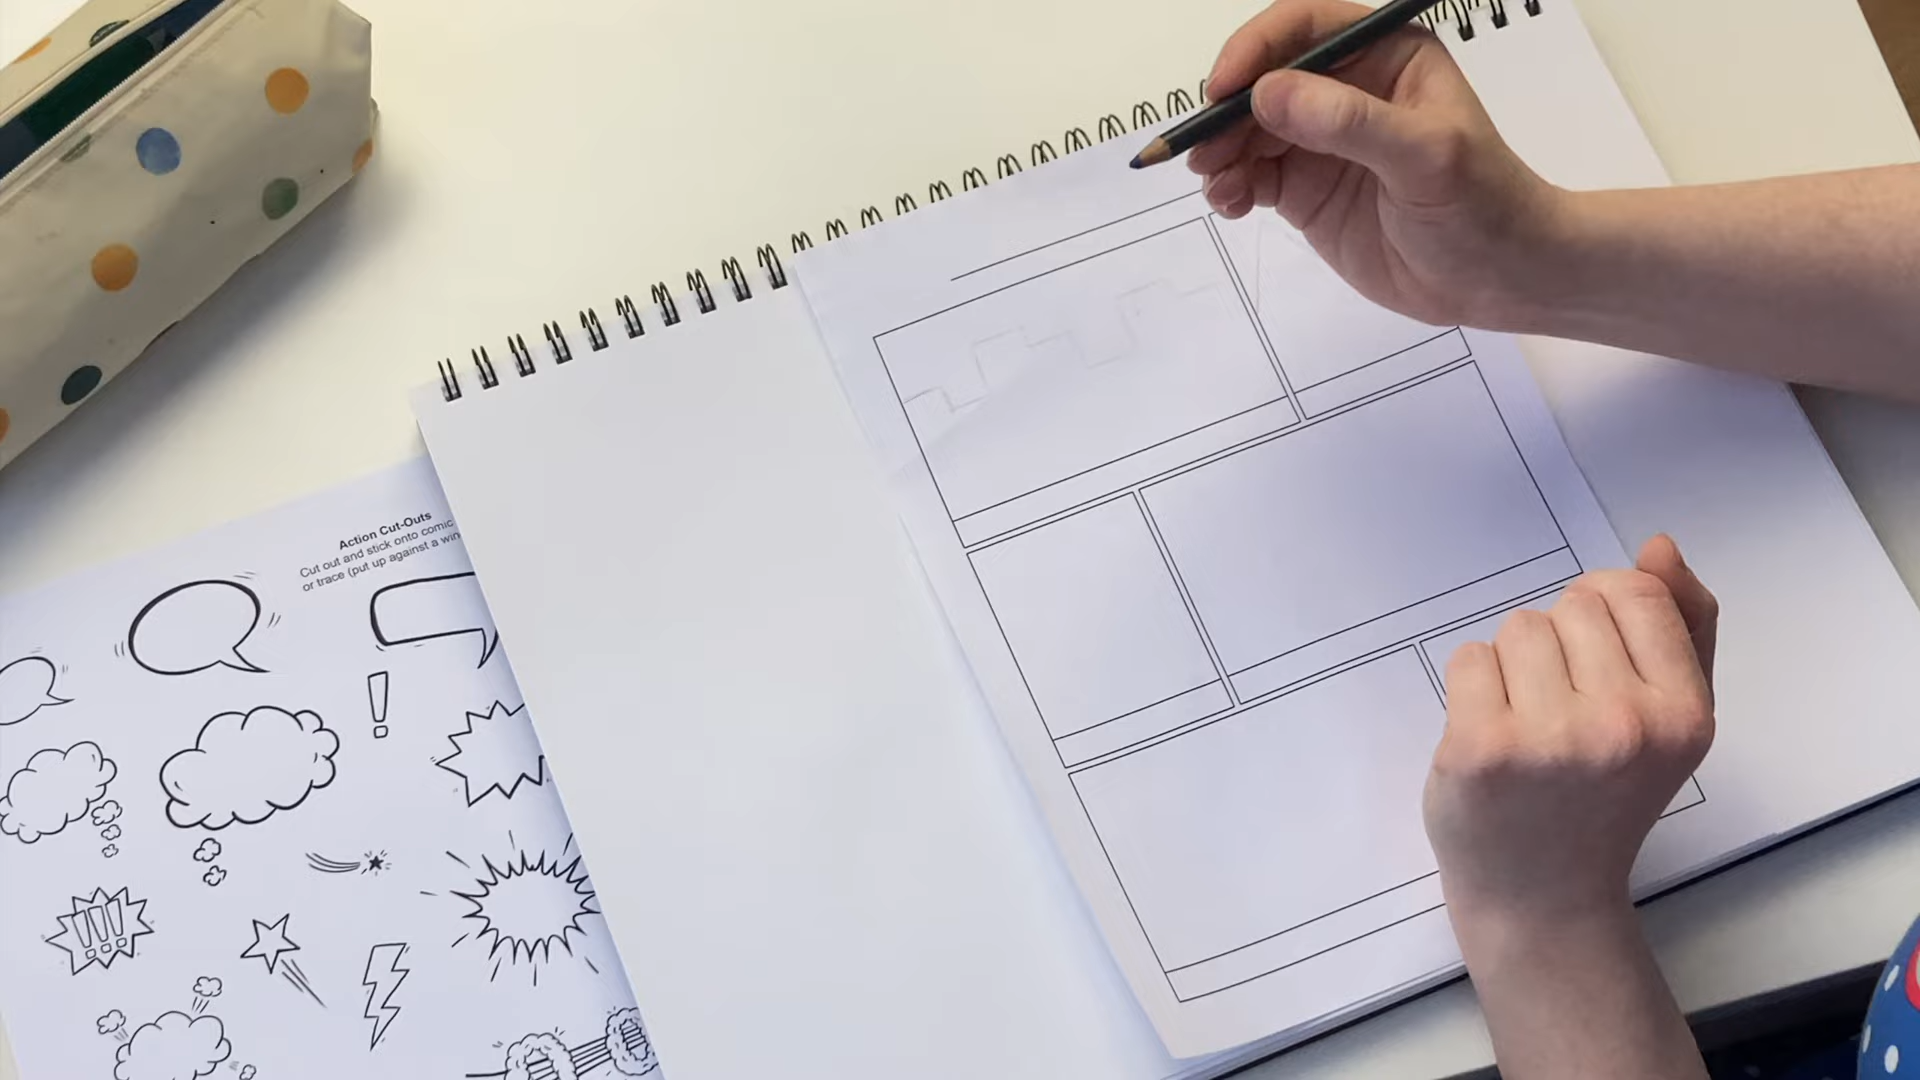 Action Cut-Outs
Cut out and stick onto comic
or trace (put up against a win
!
!!!